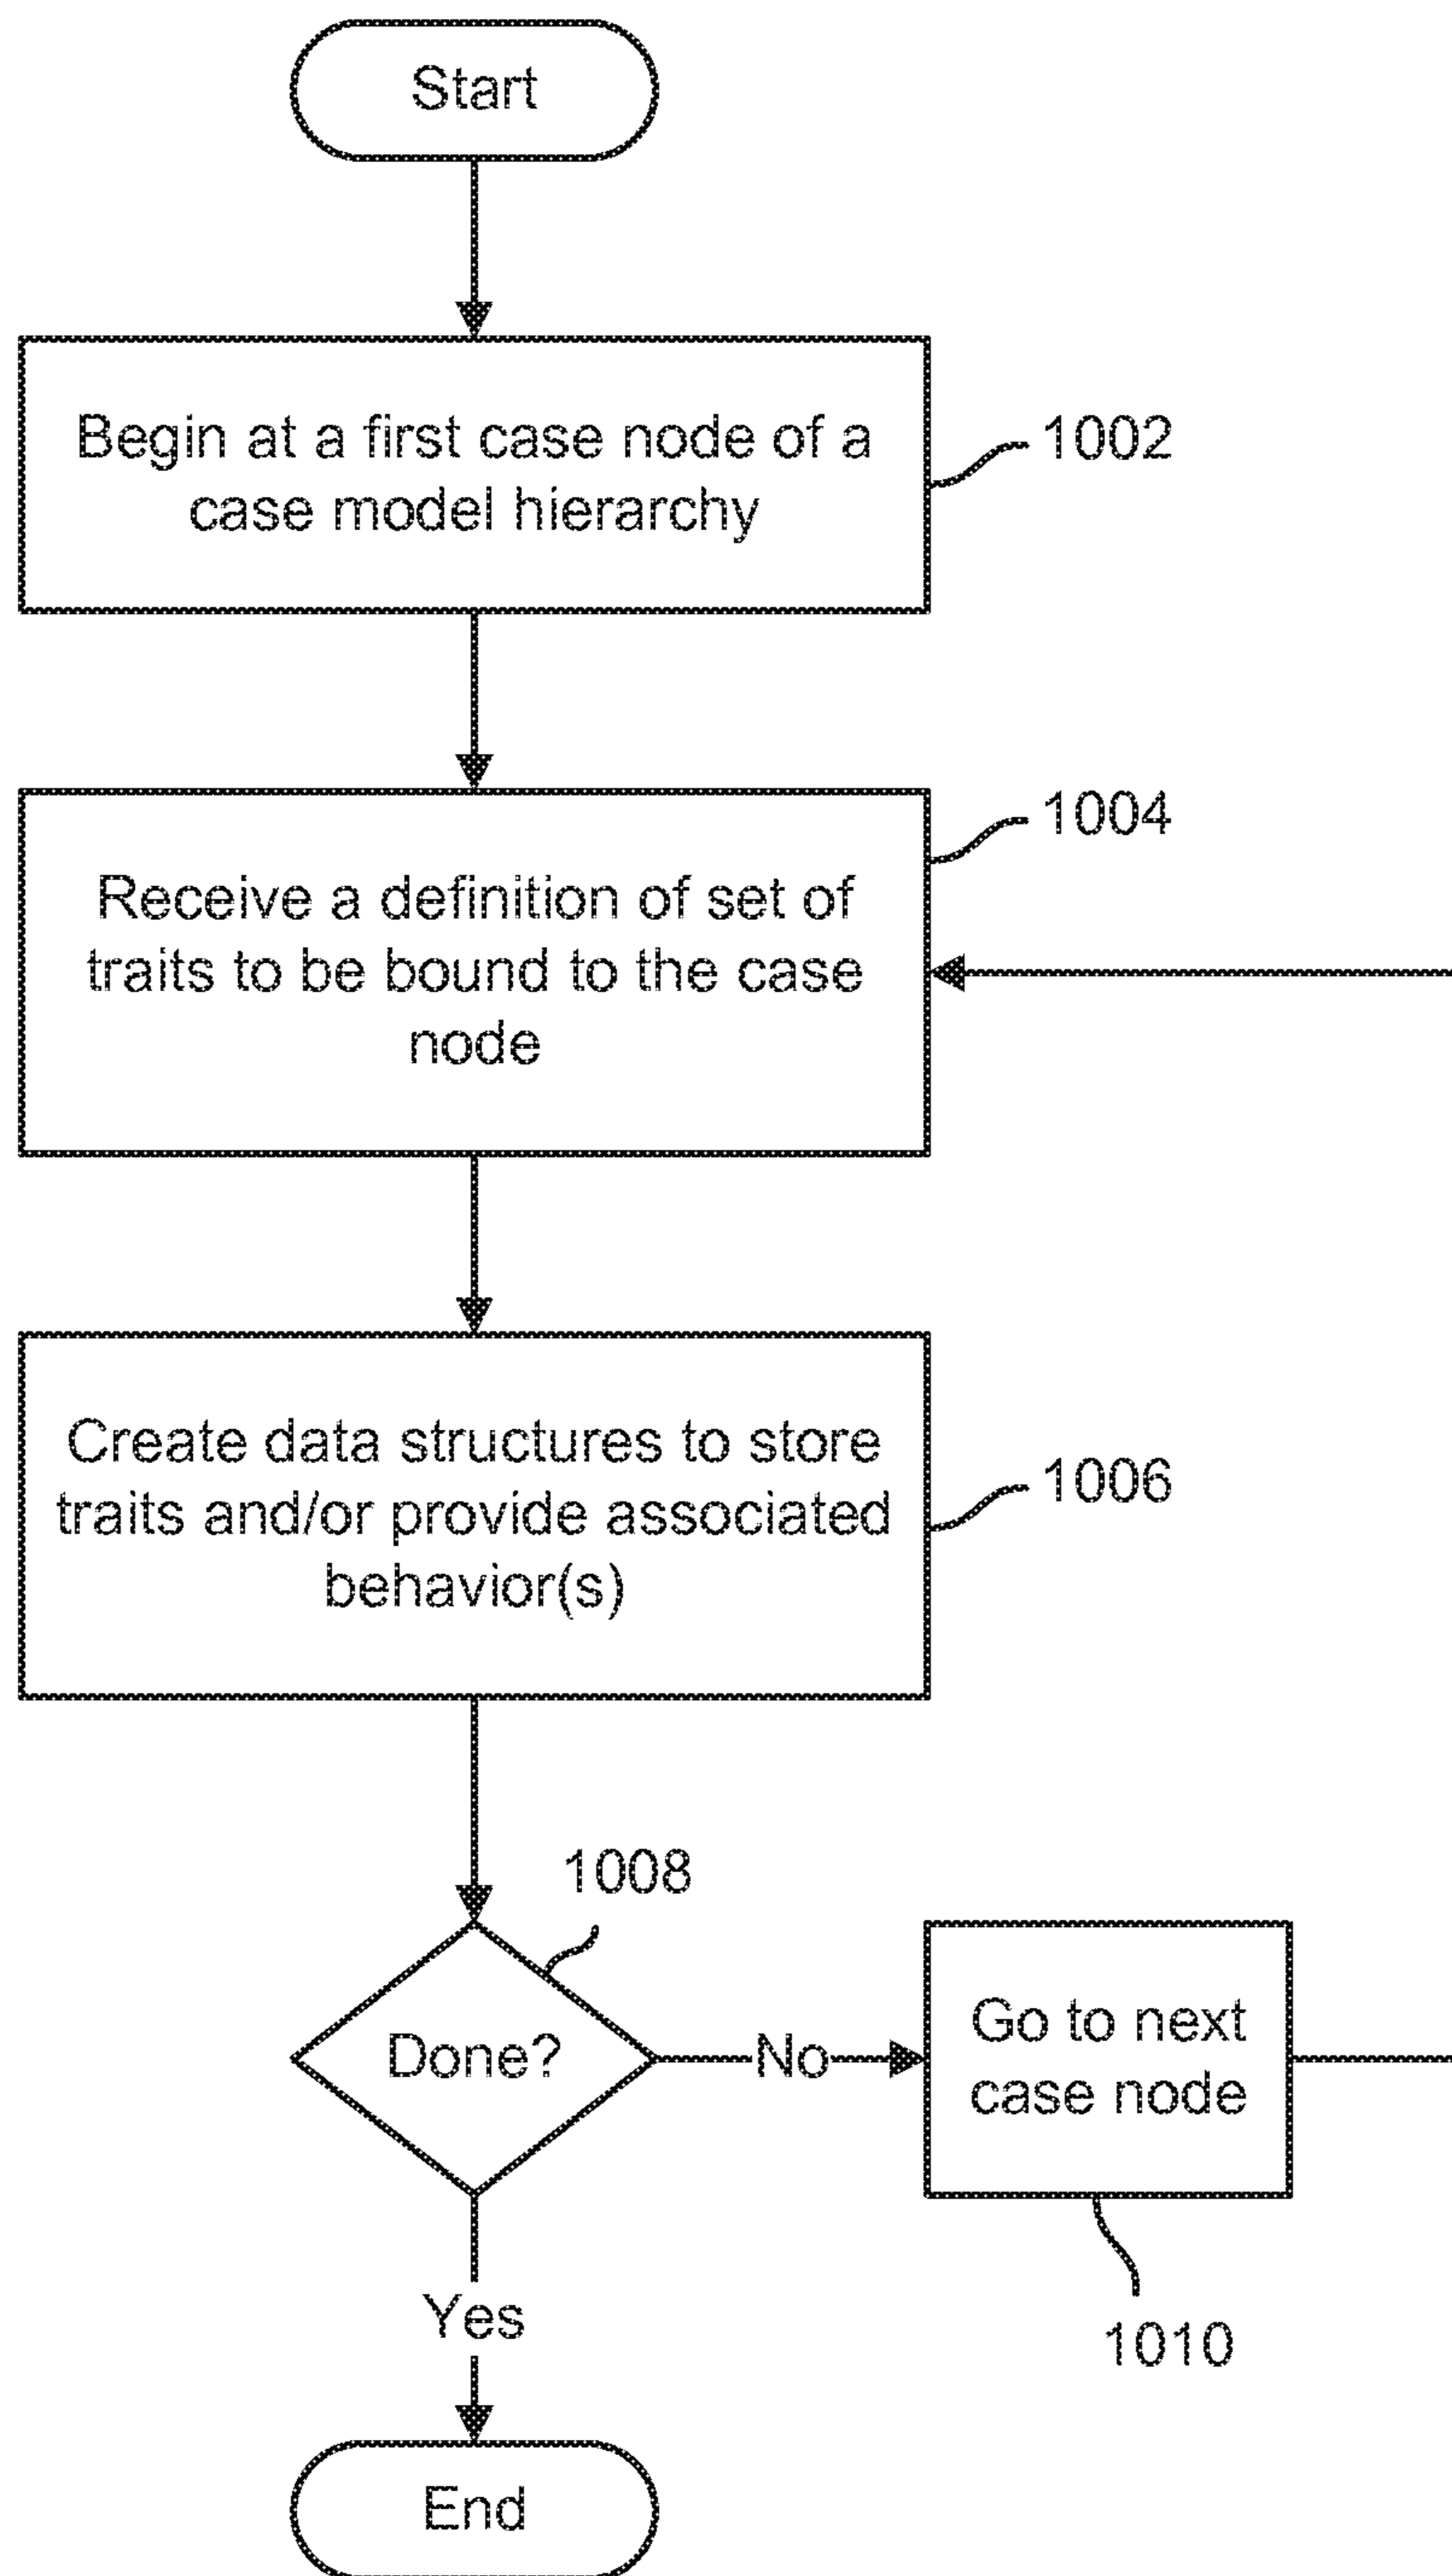 Start
Begin at a first case node of a
case model hierarchy
1002
1004
Receive a definition of set of
traits to be bound to the case
node
Create data structures to store
traits and/or provide associated
behavior(s)
1006
1008
Done?
No
Go to next
case node
Yes
1010
End